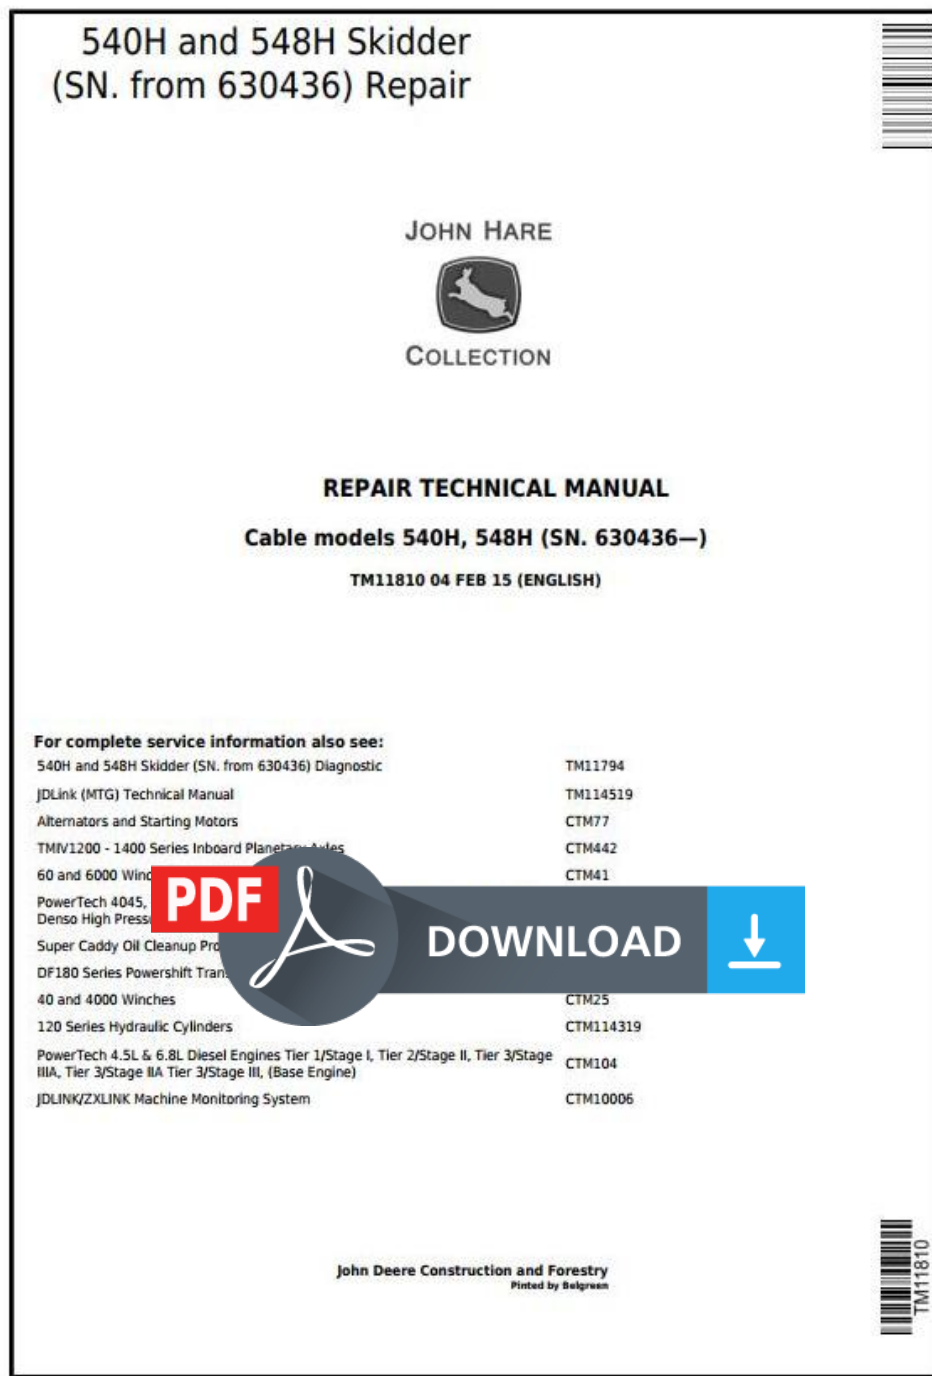 540H and 548H Skidder
(SN. from 630436) Repair
JOHN HARE
COLLECTION
REPAIR TECHNICAL MANUAL
Cable models 540H, 548H (SN. 630436—)
TM11810 04 FEB 15 (ENGLISH)
For complete service information also see:
540H and 548H Skidder (SN. from 630436) Diagnostic TM11794
JDLink (MTG) Technical Manual TM114519
Alternators and Starting Motors CTM77
TMIV1200 - 1400 Series Inboard Planetary Axles CTM442
60 and 6000 CTM41
PowerTech 4045,
Denso High
Super Caddy Oil Cleanup
DF180 Series Powershift
PDF
DOWNLOAD
40 and 4000 Winches CTM25
120 Series Hydraulic Cylinders CTM114319
PowerTech 4.5L & 6.8L Diesel Engines Tier 1/Stage I, Tier 2/Stage II, Tier 3/Stage
IIIA, Tier 3/Stage IIA Tier 3/Stage III, (Base Engine) CTM104
JDLINK/ZXLINK Machine Monitoring System CTM10006
John Deere Construction and Forestry
Printed by Belgreen
TM11810